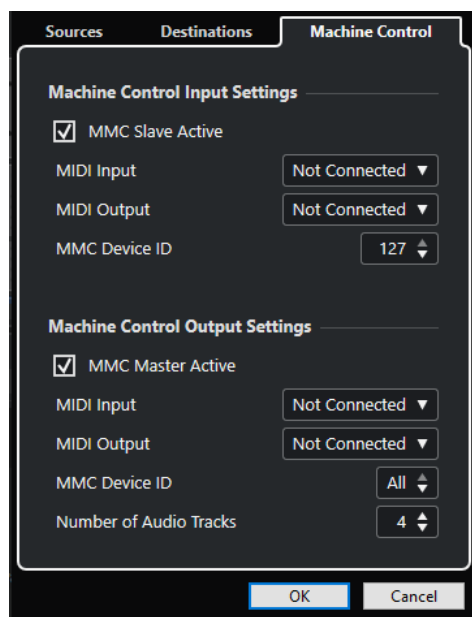 Sources Destinations Machine Control
Machine Control Input Settings
MMC Slave Active
MIDI Input Not Connected
MIDI Output Not Connected
MMC Device ID 127
Machine Control Output Settings
MMC Master Active
MIDI Input Not Connected
MIDI Output Not Connected
MMC Device ID All
Number of Audio Tracks 4
OK Cancel